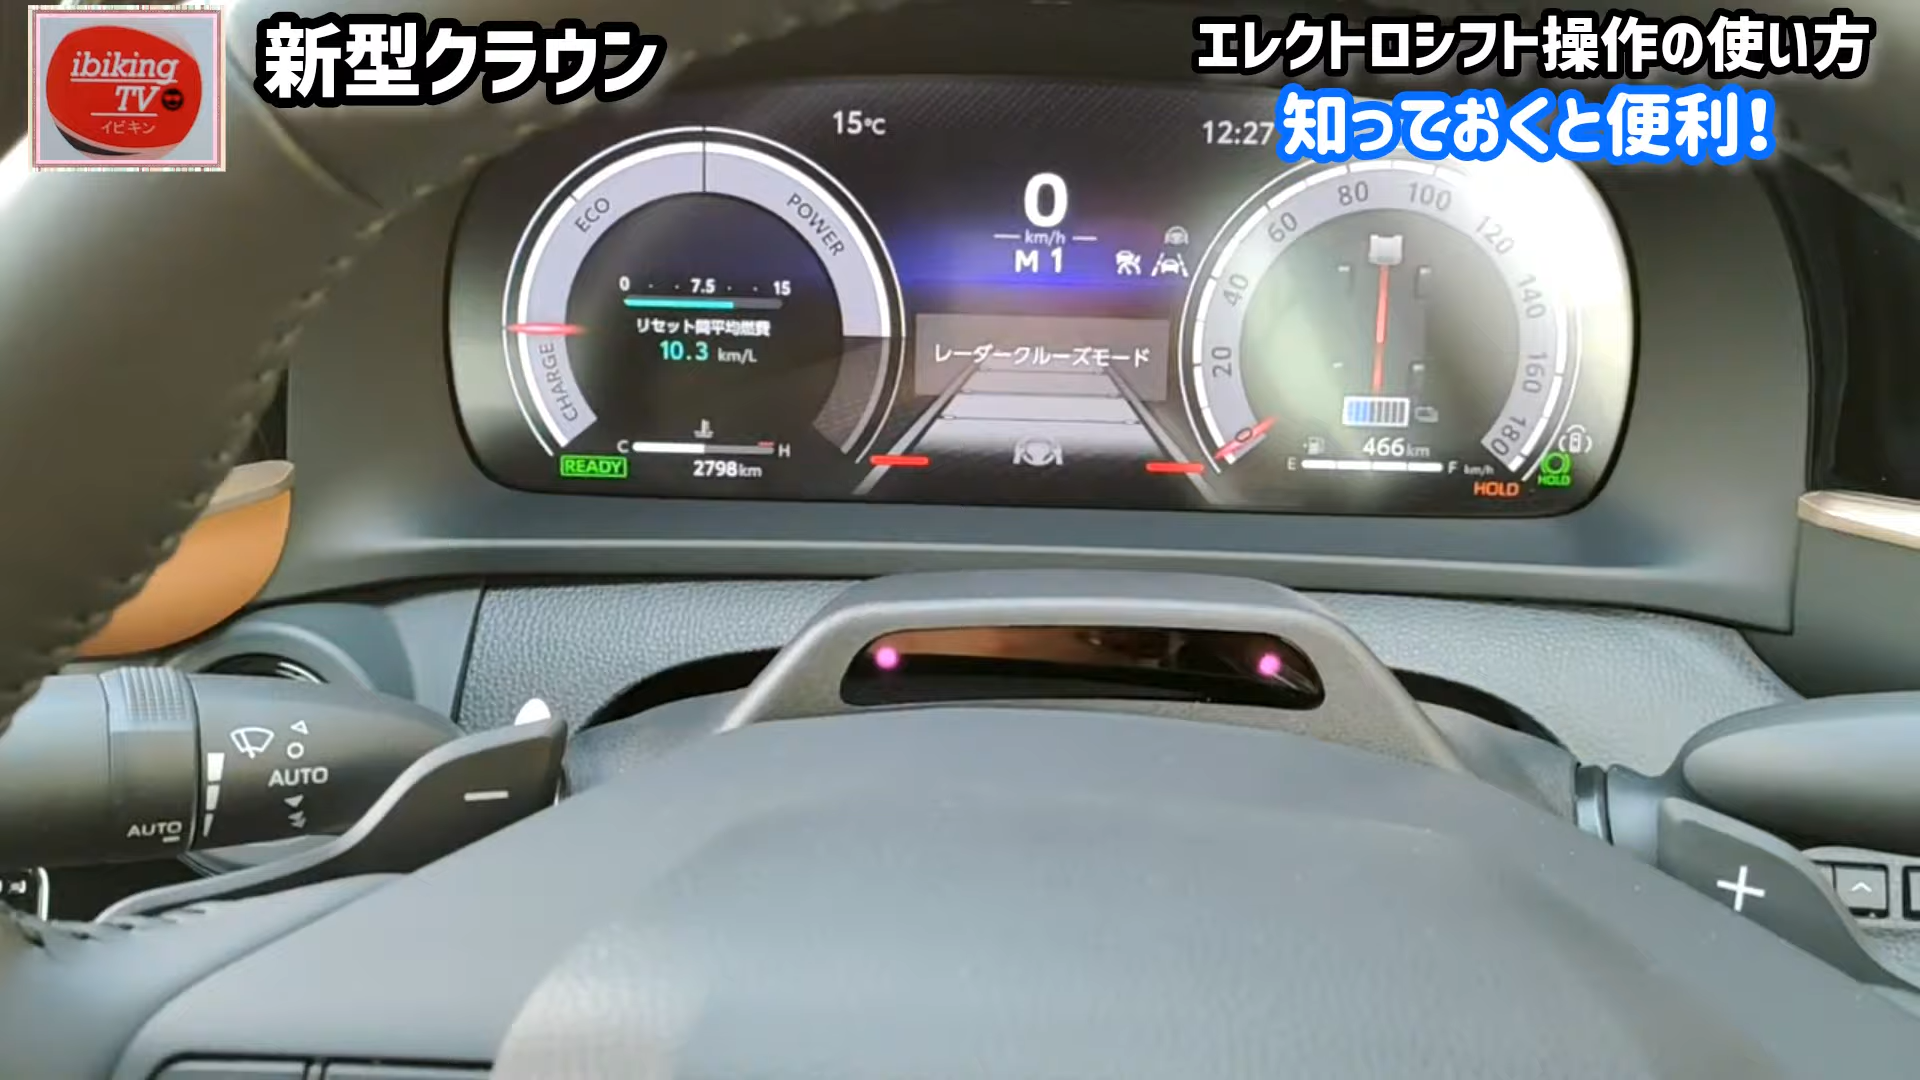 ibiking
TV
イビキン
新型クラウン
エレクトロシフト操作の使い方
知っておくと便利!
15℃
12:27
ECO
POWER
CHARGE
0 7.5 15
リセット間平均燃費
10.3 km/L
C H
READY
2798km
0
km/h
M 1
レーダークルーズモード
0 20 40 60 80 100 120 140 160 180
466km
E F km/h
HOLD
HOLD
AUTO
AUTO
−
+